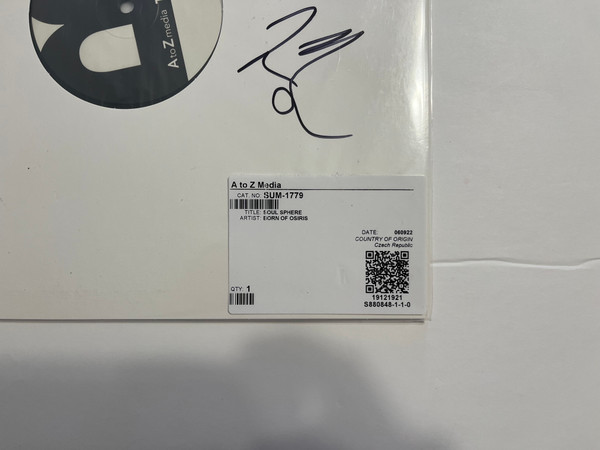 B
A to Z media
A to Z Media
CAT. NO: SUM-1779
TITLE: SOUL SPHERE
ARTIST: BORN OF OSIRIS
DATE: 060922
COUNTRY OF ORIGIN
Czech Republic
QTY: 1
19121921
S880848-1-1-0